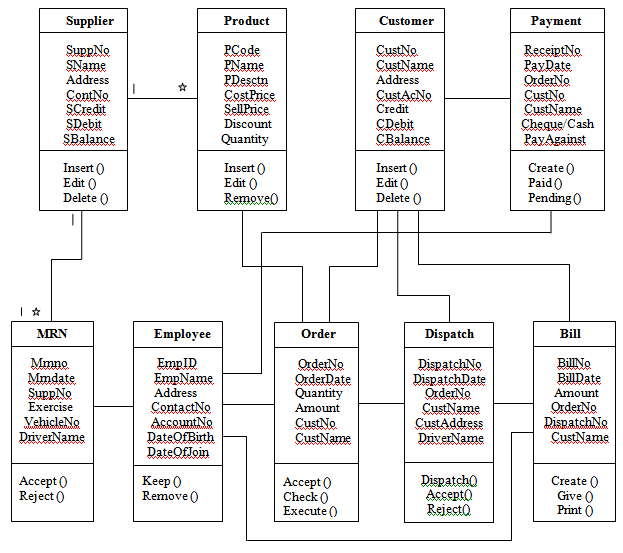 Supplier
SuppNo
SName
Address
ContNo
SCredit
SDebit
SBalance
Insert ()
Edit ()
Delete ()
Product
PCode
PName
PDesctn
CostPrice
SellPrice
Discount
Quantity
Insert ()
Edit ()
Remove()
Customer
CustNo
CustName
Address
CustAcNo
Credit
CDebit
CBalance
Insert ()
Edit ()
Delete ()
Payment
ReceiptNo
PayDate
OrderNo
CustNo
CustName
Cheque/Cash
PayAgainst
Create ()
Paid ()
Pending ()
| ☆
|
| ☆
MRN
Mrnno
Mrndate
SuppNo
Exercise
VehicleNo
DriverName
Accept ()
Reject ()
Employee
EmpID
EmpName
Address
ContactNo
AccountNo
DateOfBirth
DateOfJoin
Keep ()
Remove ()
Order
OrderNo
OrderDate
Quantity
Amount
CustNo
CustName
Accept ()
Check ()
Execute ()
Dispatch
DispatchNo
DispatchDate
OrderNo
CustName
CustAddress
DriverName
Dispatch()
Accept()
Reject()
Bill
BillNo
BillDate
Amount
OrderNo
DispatchNo
CustName
Create ()
Give ()
Print ()